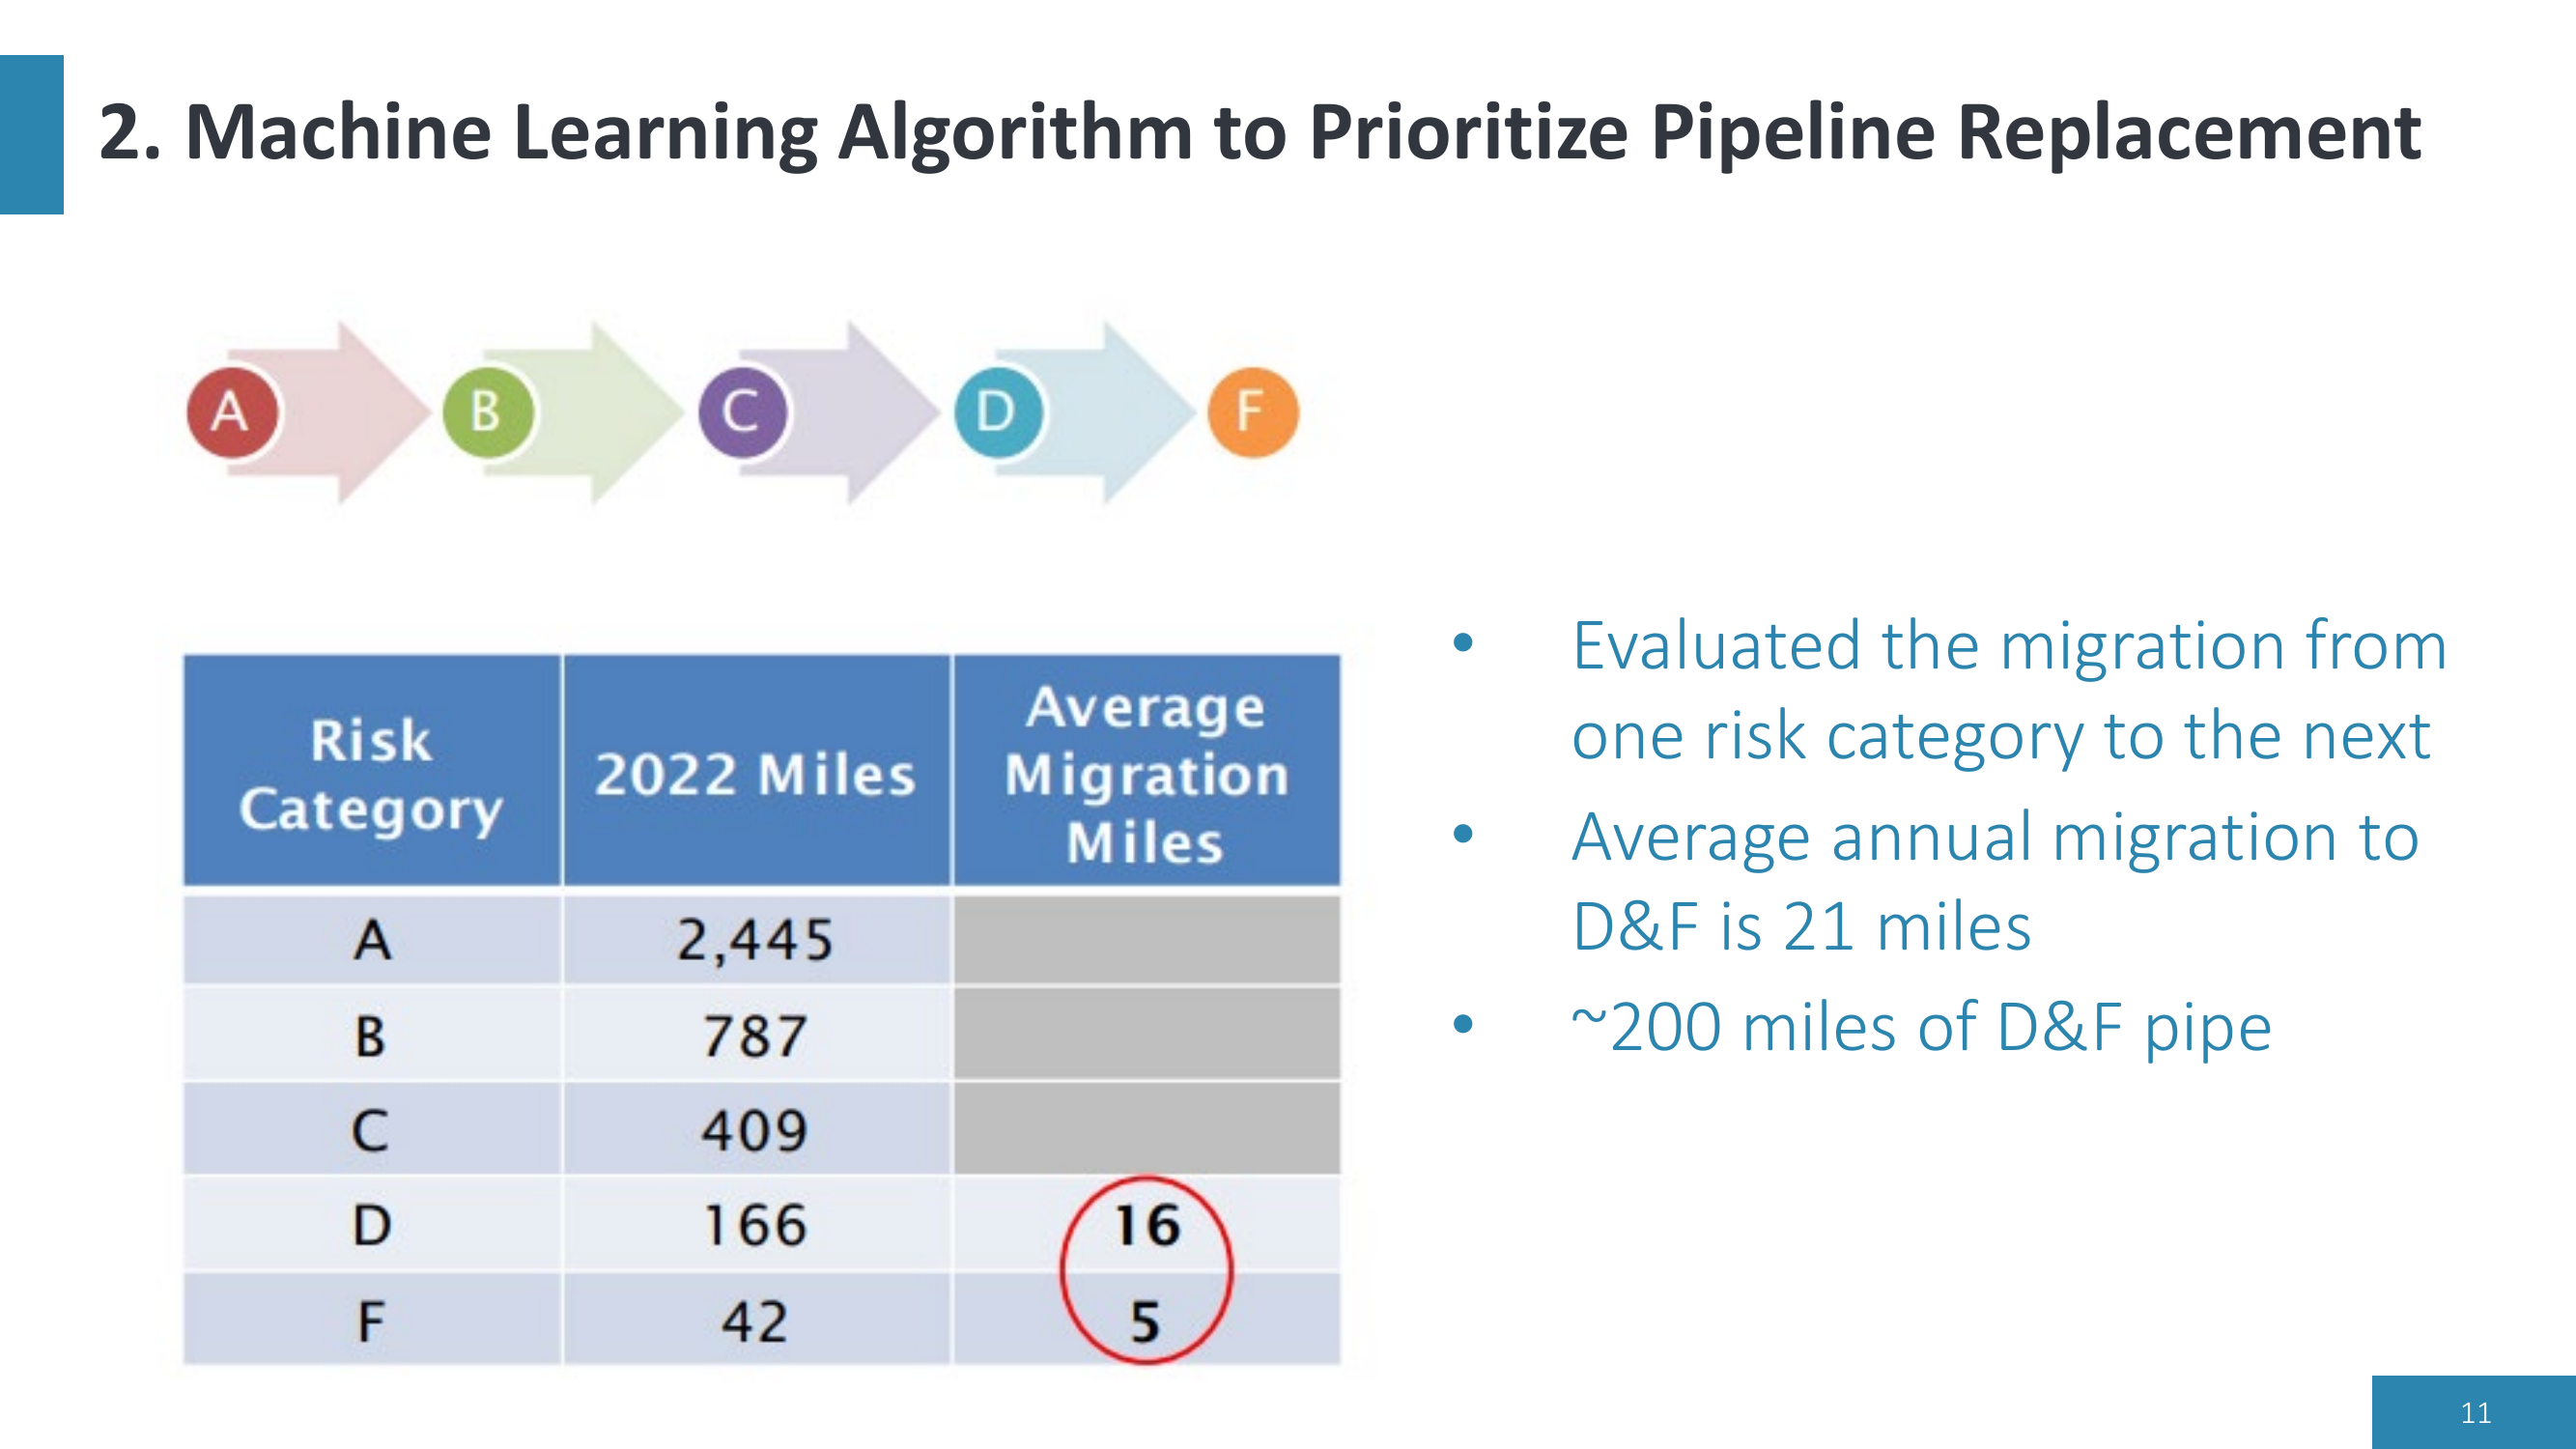 2. Machine Learning Algorithm to Prioritize Pipeline Replacement
A B C D F
Risk Category 2022 Miles Average Migration Miles
A 2,445
B 787
C 409
D 166 16
F 42 5
• Evaluated the migration from
one risk category to the next
• Average annual migration to
D&F is 21 miles
• ~200 miles of D&F pipe
11